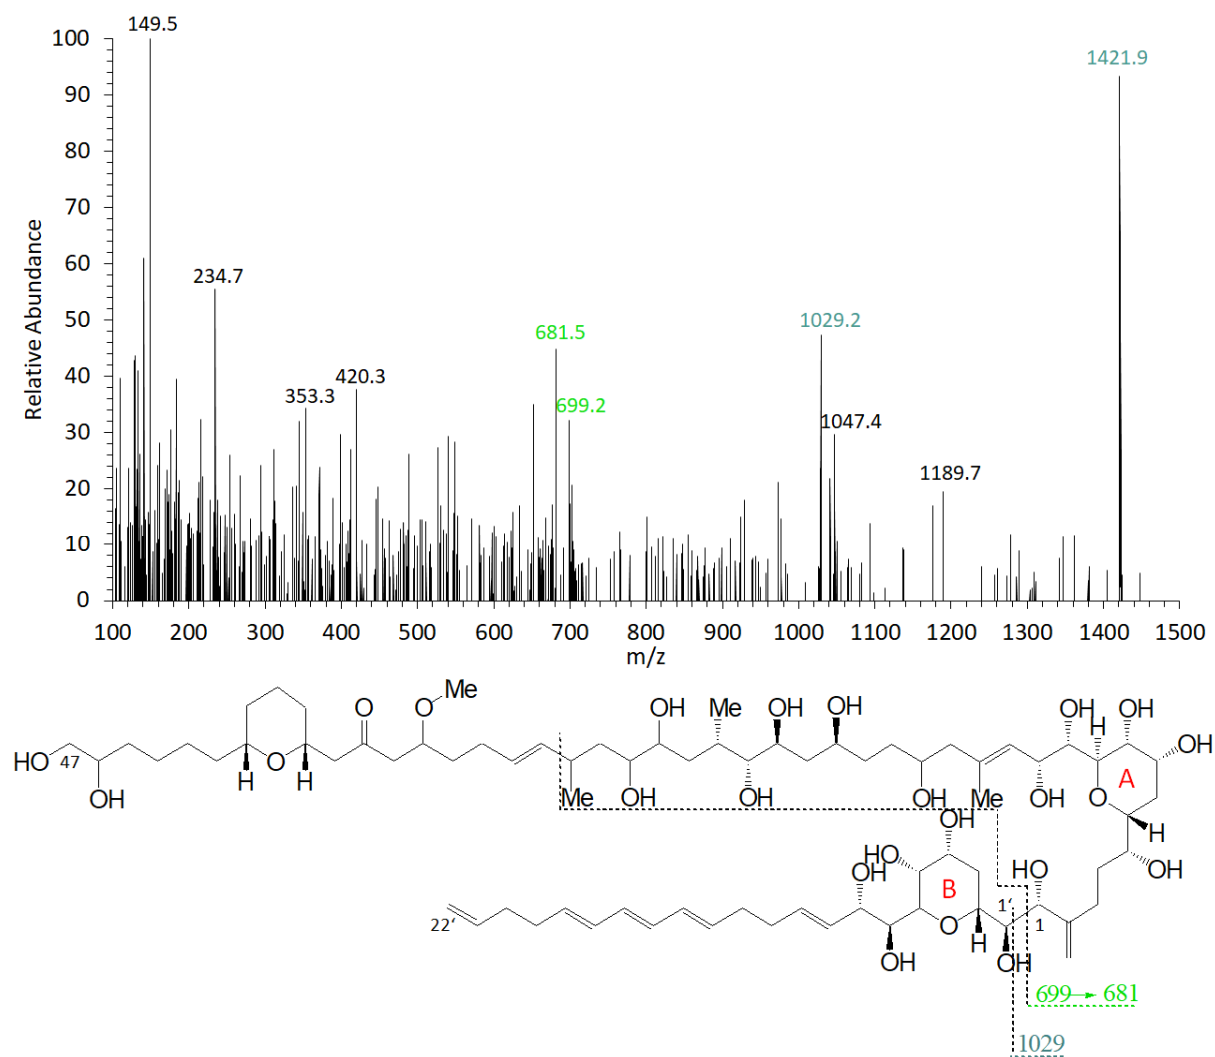 149.5
1421.9
234.7
681.5
1029.2
420.3
353.3
699.2
1047.4
1189.7
Relative Abundance
100
90
80
70
60
50
40
30
20
10
0
100 200 300 400 500 600 700 800 900 1000 1100 1200 1300 1400 1500
m/z
Me
O O OH Me OH OH OH H OH
HO 47 O OH A
H H O
OH Me OH OH OH Me OH H
OH HO OH
HO OH B
22' O 1' 1
H
OH OH
699 → 681
1029